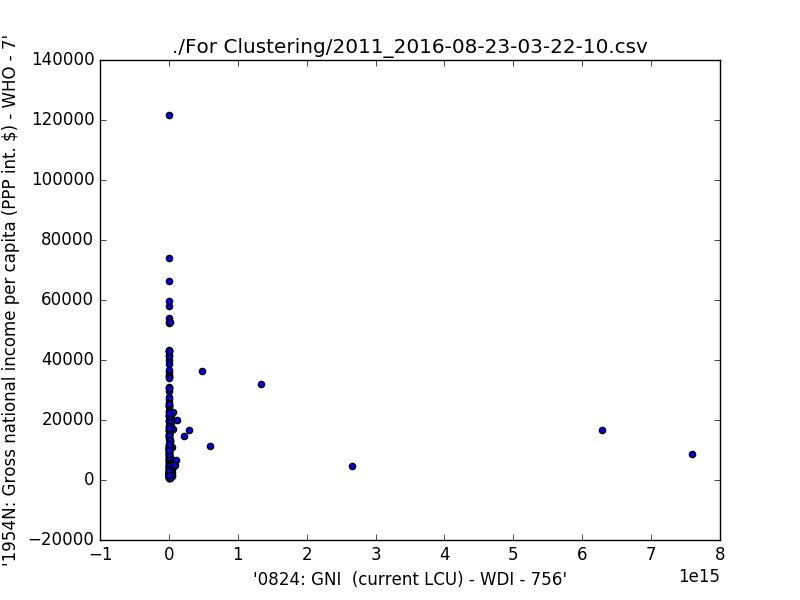 ./For Clustering/2011_2016-08-23-03-22-10.csv
'1954N: Gross national income per capita (PPP int. $) - WHO - 7'
140000
120000
100000
80000
60000
40000
20000
0
−20000
−1 0 1 2 3 4 5 6 7 8
1e15
'0824: GNI  (current LCU) - WDI - 756'